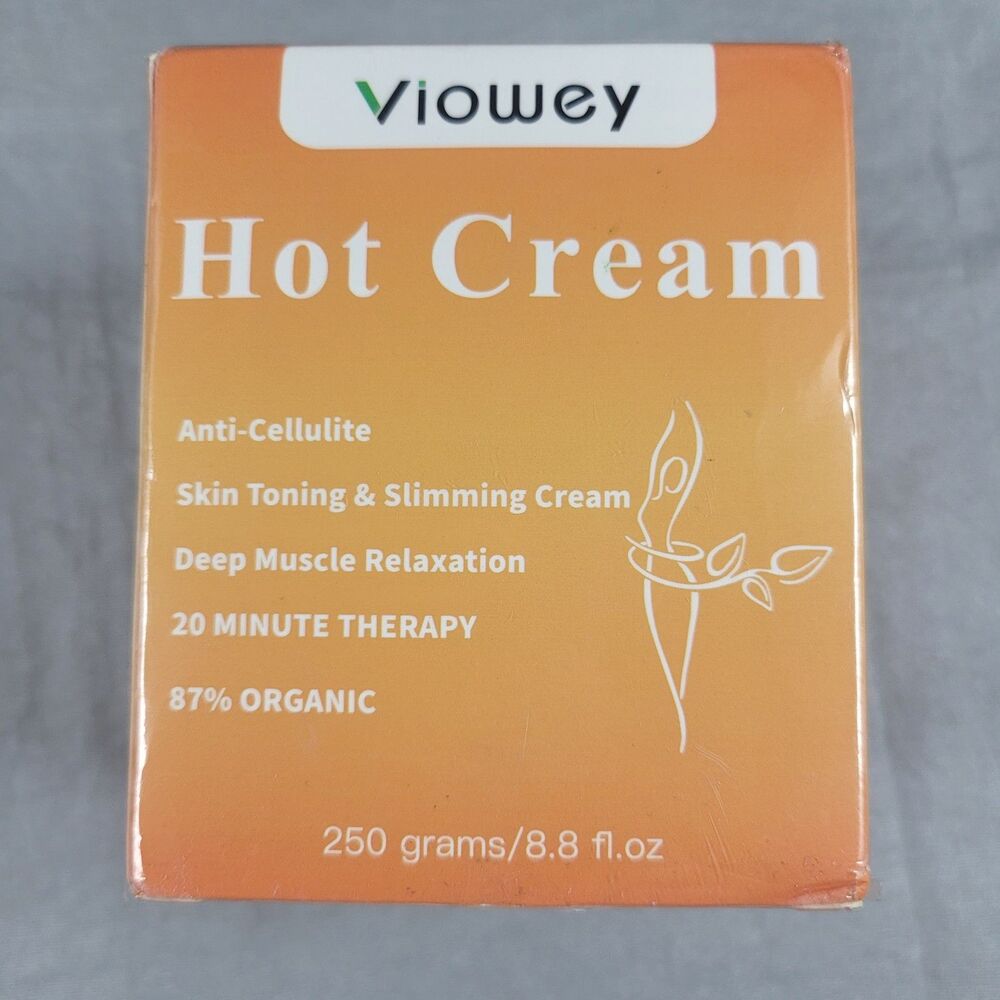 Viowey
Hot Cream
Anti-Cellulite
Skin Toning & Slimming Cream
Deep Muscle Relaxation
20 MINUTE THERAPY
87% ORGANIC
250 grams/8.8 fl.oz